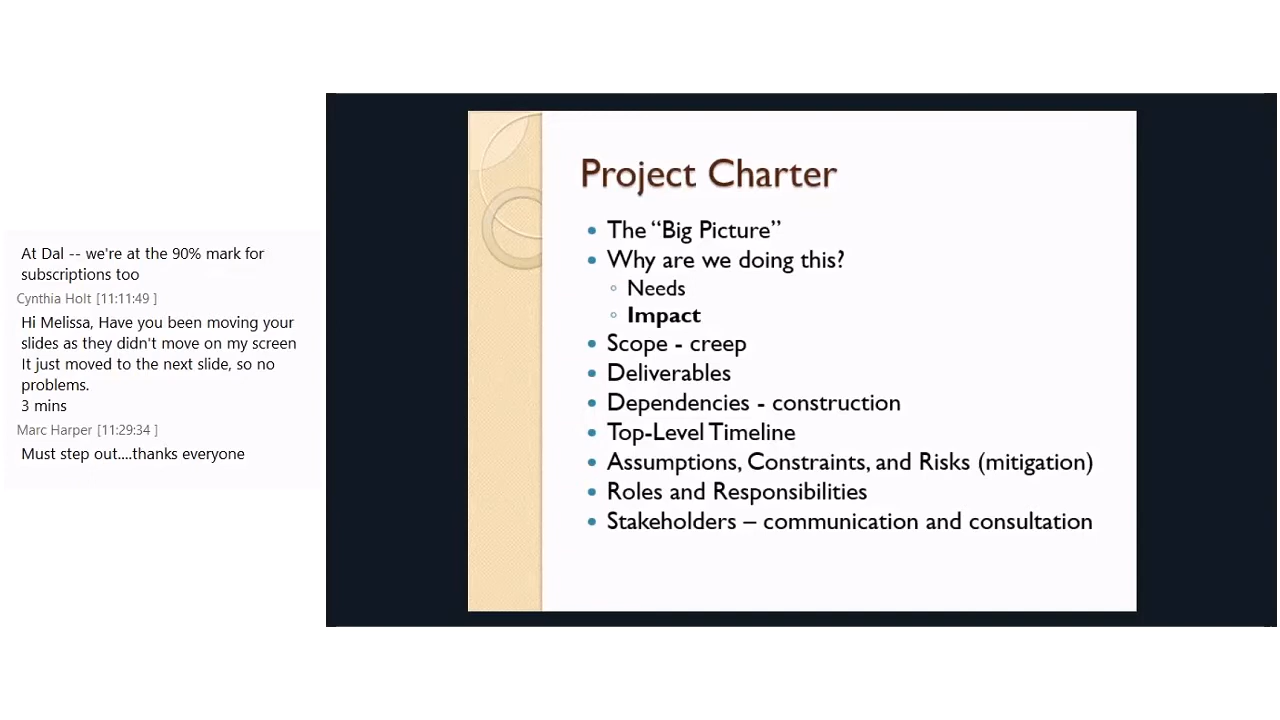 At Dal -- we're at the 90% mark for
subscriptions too
Cynthia Holt [11:11:49 ]
Hi Melissa, Have you been moving your
slides as they didn't move on my screen
It just moved to the next slide, so no
problems.
3 mins
Marc Harper [11:29:34 ]
Must step out....thanks everyone
Project Charter
• The “Big Picture”
• Why are we doing this?
◦ Needs
◦ Impact
• Scope - creep
• Deliverables
• Dependencies - construction
• Top-Level Timeline
• Assumptions, Constraints, and Risks (mitigation)
• Roles and Responsibilities
• Stakeholders – communication and consultation